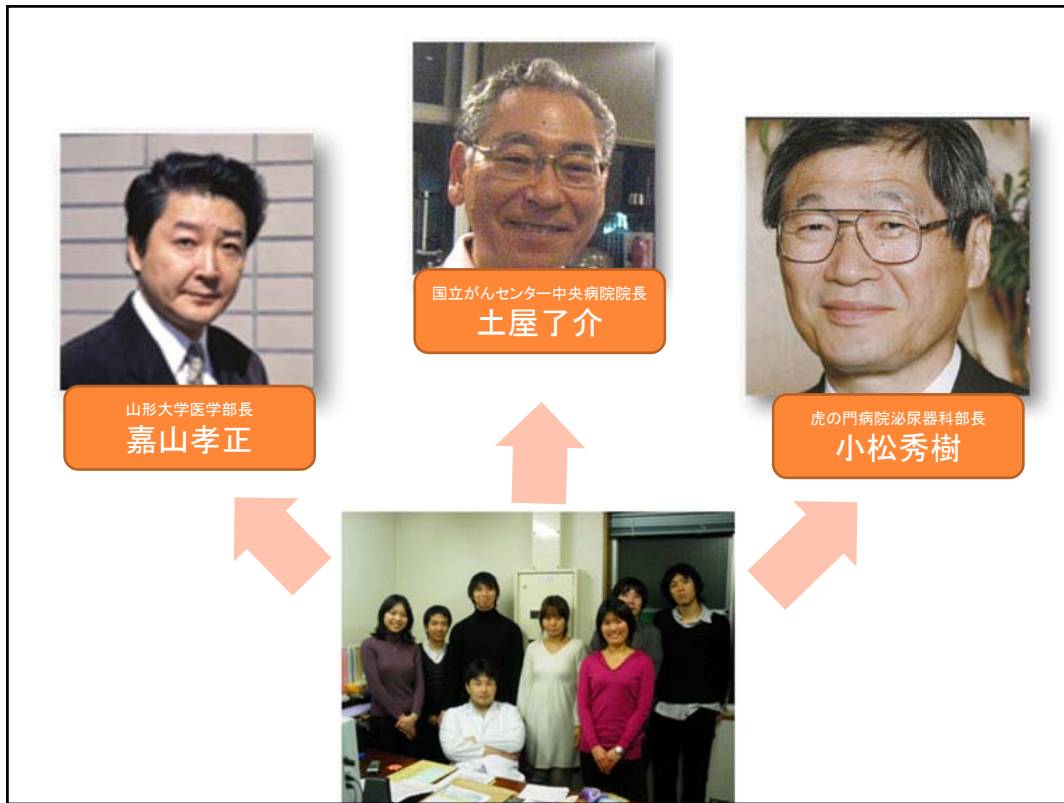 国立がんセンター中央病院院長
土屋了介
山形大学医学部長
嘉山孝正
虎の門病院泌尿器科部長
小松秀樹